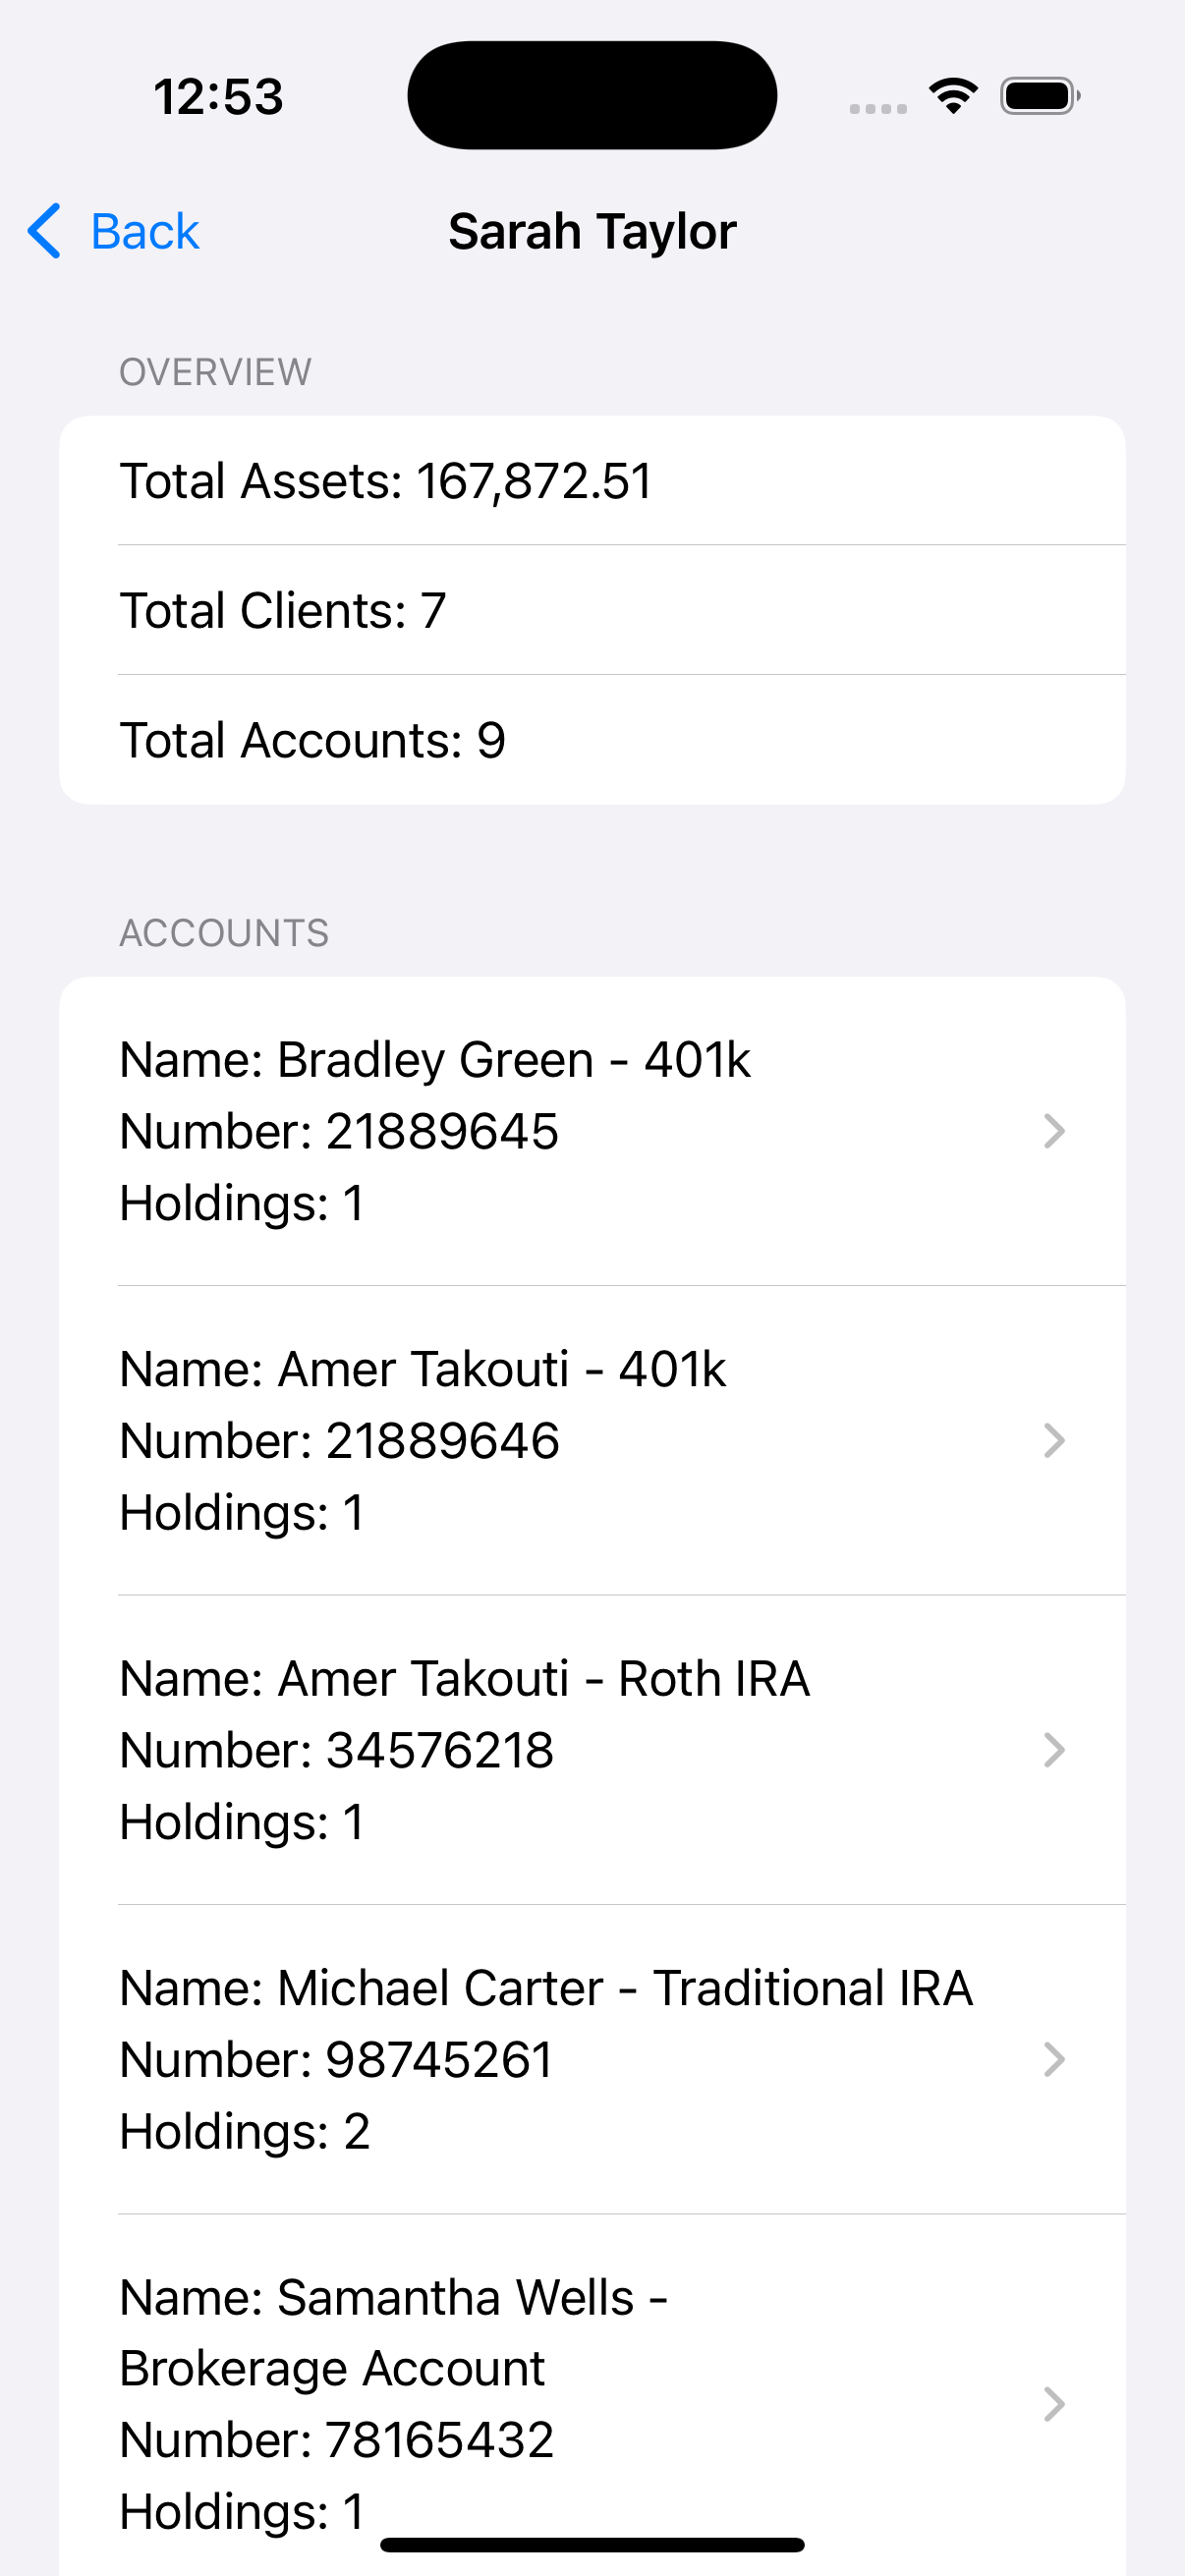 12:53
Back
Sarah Taylor
OVERVIEW
Total Assets: 167,872.51
Total Clients: 7
Total Accounts: 9
ACCOUNTS
Name: Bradley Green - 401k
Number: 21889645
Holdings: 1
Name: Amer Takouti - 401k
Number: 21889646
Holdings: 1
Name: Amer Takouti - Roth IRA
Number: 34576218
Holdings: 1
Name: Michael Carter - Traditional IRA
Number: 98745261
Holdings: 2
Name: Samantha Wells -
Brokerage Account
Number: 78165432
Holdings: 1